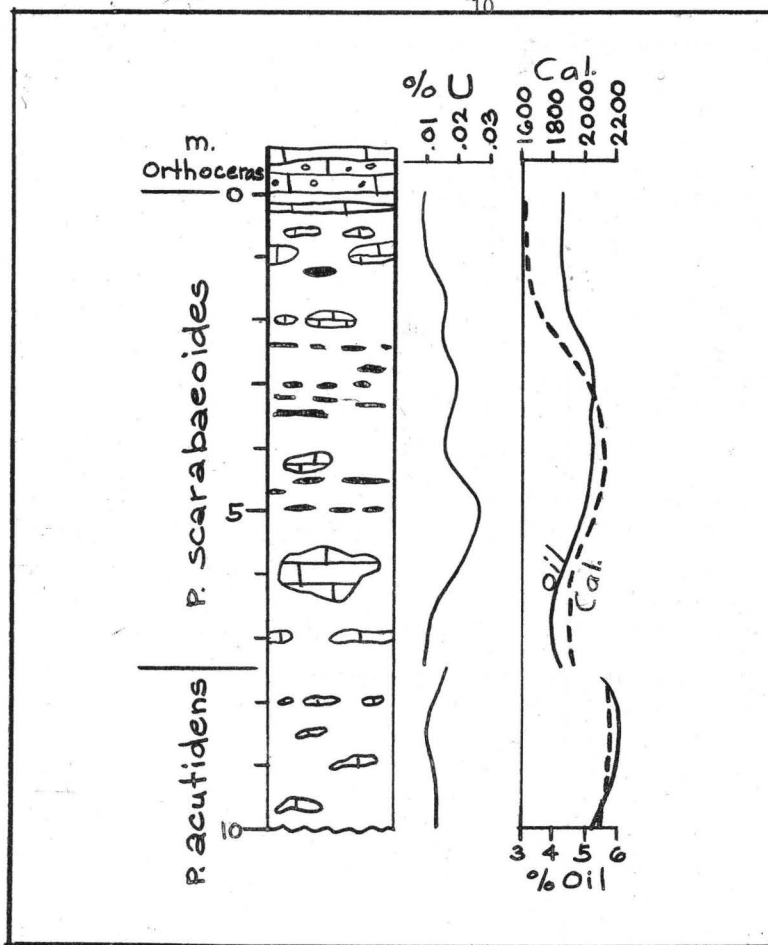 10
% U
.01
.02
.03
Cal.
1600
1800
2000
2200
m.
Orthoceras
0
P. scarabaeoides
5
Oil
Cal.
P. acutidens
10
3 4 5 6
% Oil